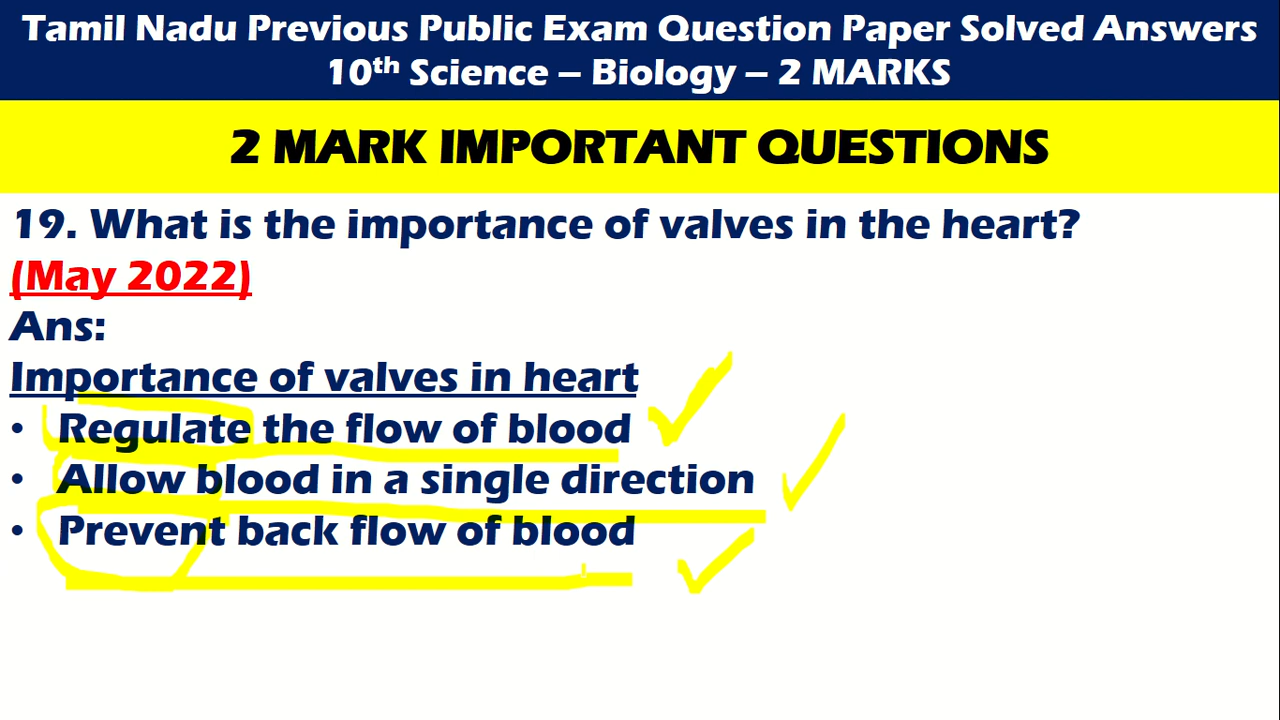 Tamil Nadu Previous Public Exam Question Paper Solved Answers
10th Science – Biology – 2 MARKS
2 MARK IMPORTANT QUESTIONS
19. What is the importance of valves in the heart?
(May 2022)
Ans:
Importance of valves in heart
• Regulate the flow of blood
• Allow blood in a single direction
• Prevent back flow of blood